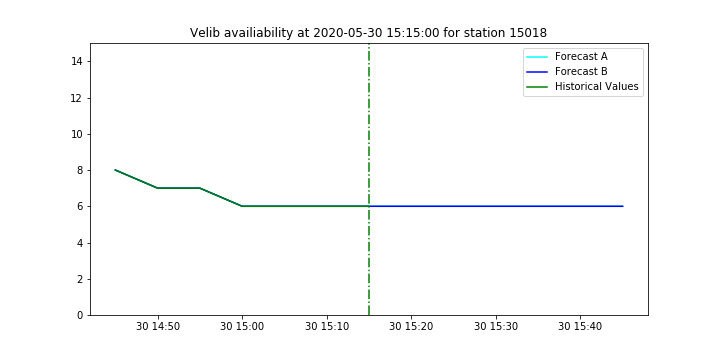 Velib availiability at 2020-05-30 15:15:00 for station 15018
Forecast A
Forecast B
Historical Values
14
12
10
8
6
4
2
0
30 14:50 30 15:00 30 15:10 30 15:20 30 15:30 30 15:40